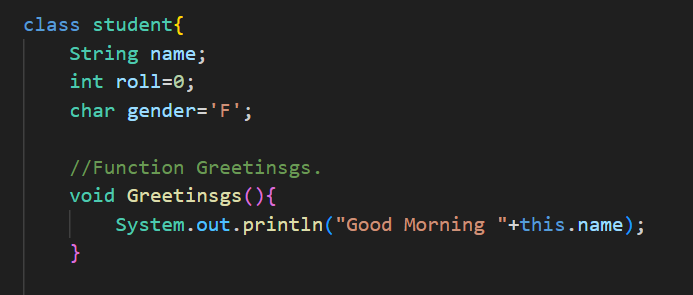 class student{
String name;
int roll=0;
char gender='F';
//Function Greetinsgs.
void Greetinsgs(){
System.out.println("Good Morning "+this.name);
}